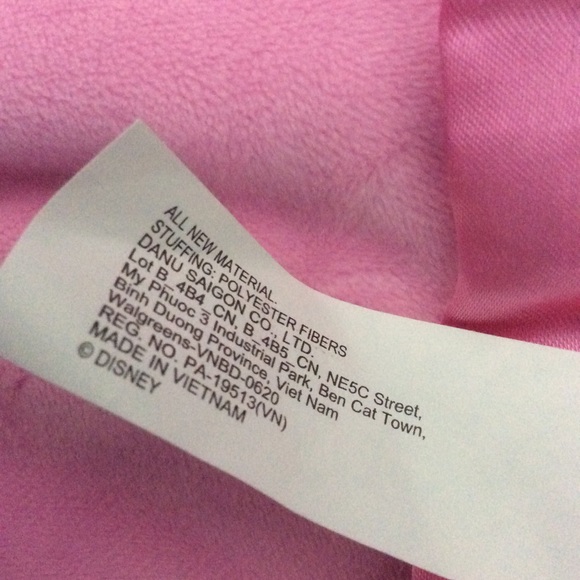 ALL NEW MATERIAL.
STUFFING: POLYESTER FIBERS
DANU SAIGON CO., LTD.
Lot B_4B4_CN, B_4B5_CN, NE5C Street,
My Phuoc 3 Industrial Park, Ben Cat Town,
Binh Duong Province, Viet Nam
Walgreens-VNBD-0620
REG. NO. PA-19513(VN)
MADE IN VIETNAM
© DISNEY